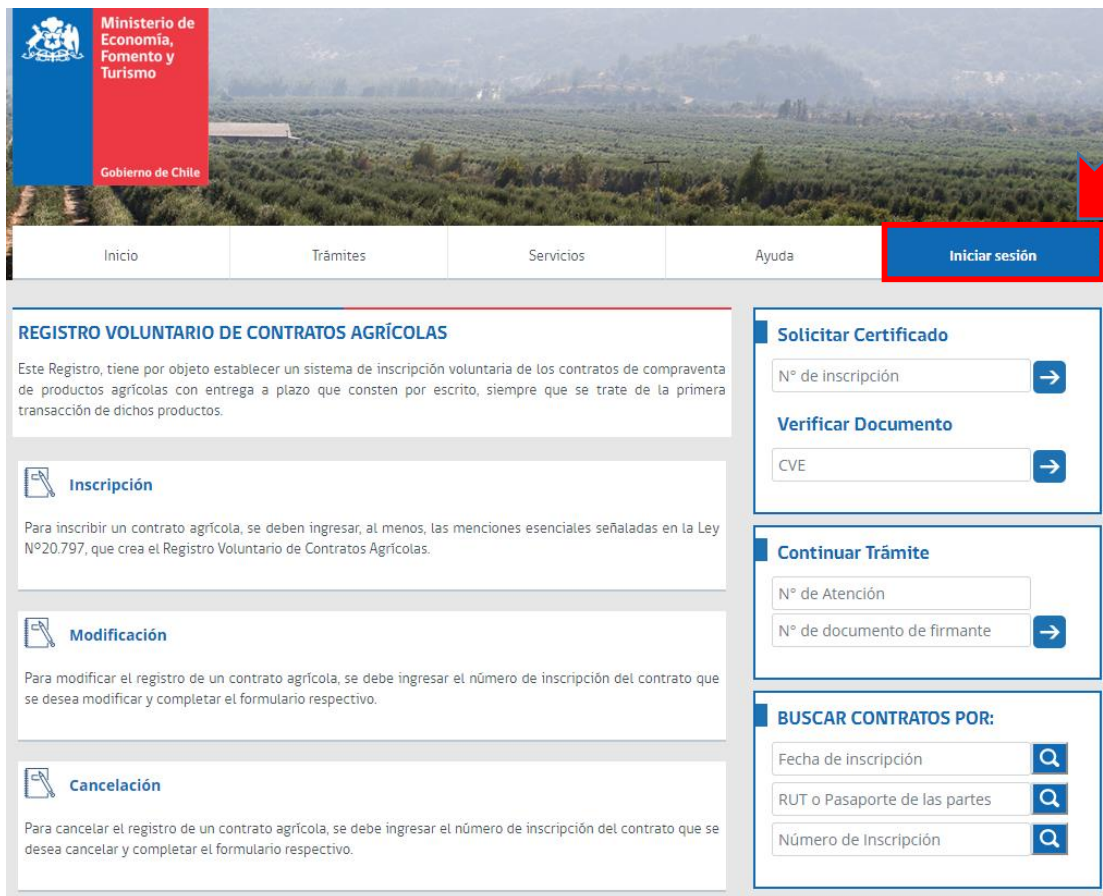 Ministerio de
Economía,
Fomento y
Turismo
Gobierno de Chile
Inicio
Trámites
Servicios
Ayuda
Iniciar sesión
REGISTRO VOLUNTARIO DE CONTRATOS AGRÍCOLAS
Este Registro, tiene por objeto establecer un sistema de inscripción voluntaria de los contratos de compraventa
de productos agrícolas con entrega a plazo que consten por escrito, siempre que se trate de la primera
transacción de dichos productos.
Inscripción
Para inscribir un contrato agrícola, se deben ingresar, al menos, las menciones esenciales señaladas en la Ley
Nº20.797, que crea el Registro Voluntario de Contratos Agrícolas.
Modificación
Para modificar el registro de un contrato agrícola, se debe ingresar el número de inscripción del contrato que
se desea modificar y completar el formulario respectivo.
Cancelación
Para cancelar el registro de un contrato agrícola, se debe ingresar el número de inscripción del contrato que se
desea cancelar y completar el formulario respectivo.
Solicitar Certificado
N° de inscripción
Verificar Documento
CVE
Continuar Trámite
N° de Atención
N° de documento de firmante
BUSCAR CONTRATOS POR:
Fecha de inscripción
RUT o Pasaporte de las partes
Número de Inscripción